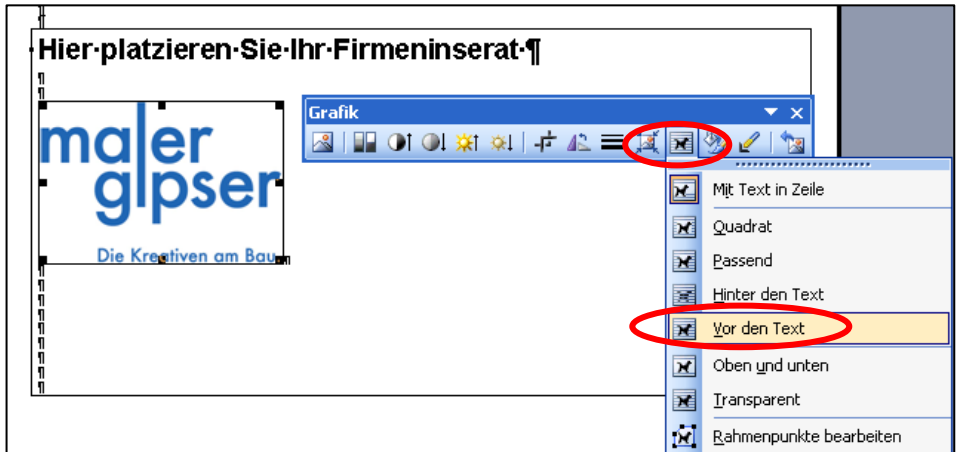 Hier·platzieren·Sie·Ihr·Firmeninserat·¶
maler
gipser
Die Kreativen am Bau
Grafik
Mit Text in Zeile
Quadrat
Passend
Hinter den Text
Vor den Text
Oben und unten
Transparent
Rahmenpunkte bearbeiten